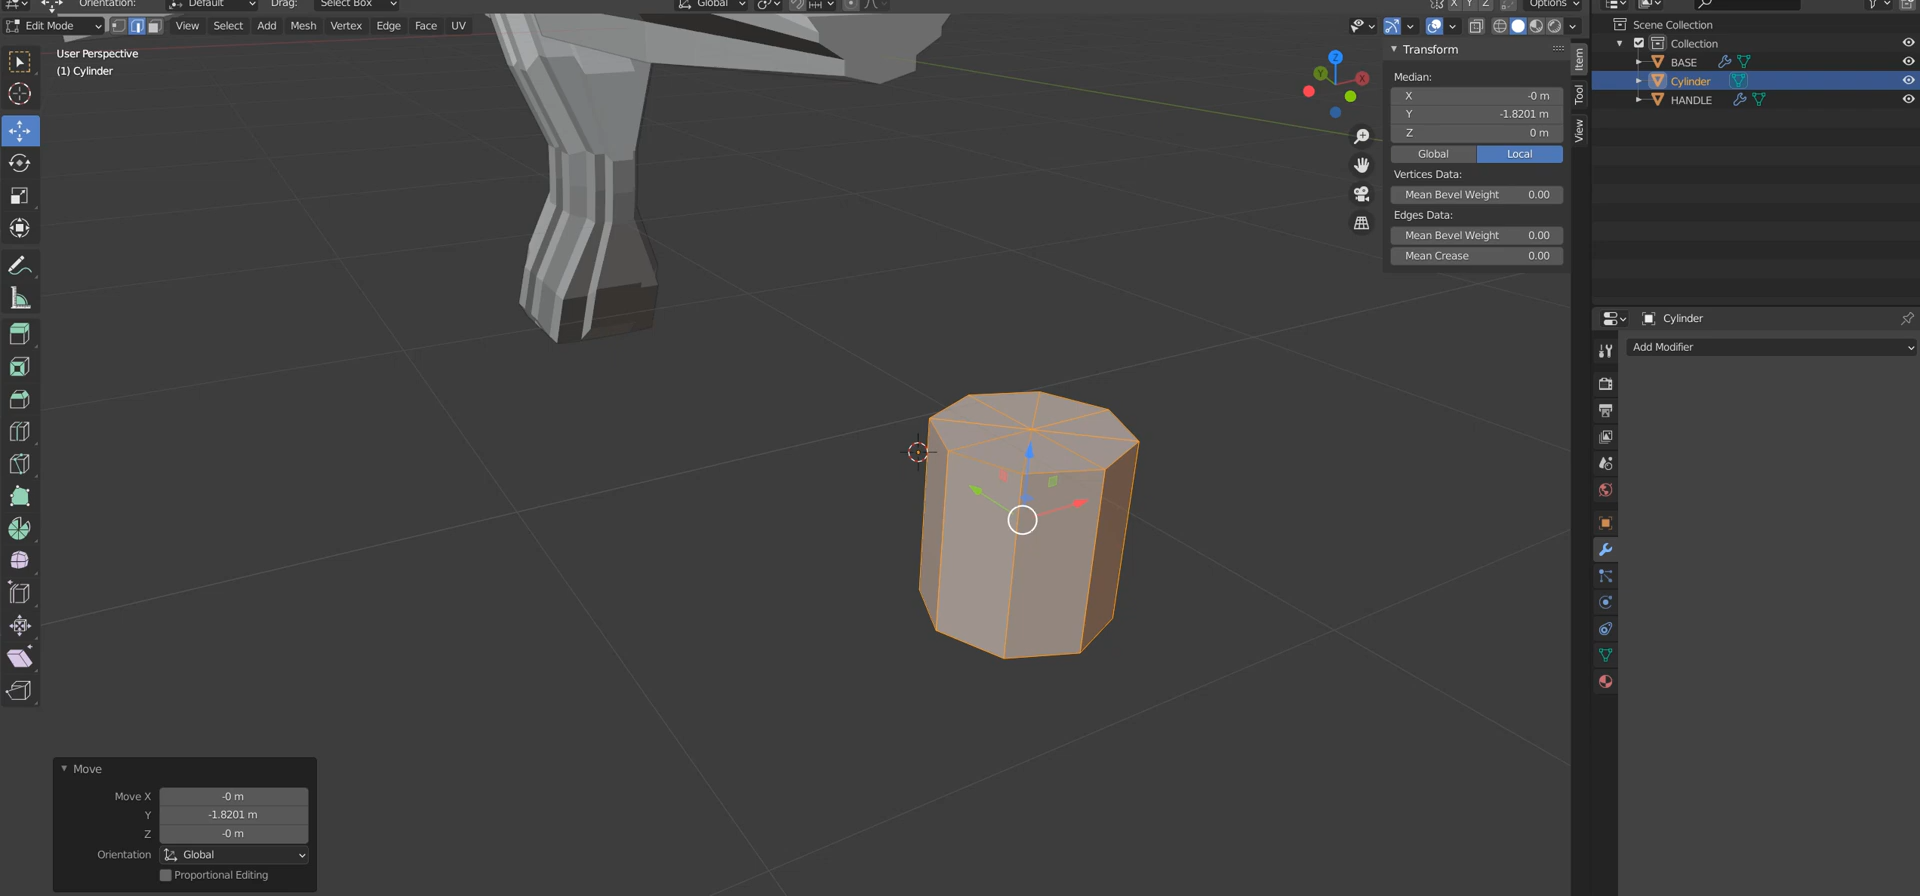 Orientation: Default Drag: Select Box Global X Y Z Options
Edit Mode View Select Add Mesh Vertex Edge Face UV
User Perspective
(1) Cylinder
Z
Y
X
Transform
Median:
X -0 m
Y -1.8201 m
Z 0 m
Global Local
Vertices Data:
Mean Bevel Weight 0.00
Edges Data:
Mean Bevel Weight 0.00
Mean Crease 0.00
Item
Tool
View
Scene Collection
Collection
BASE
Cylinder
HANDLE
Cylinder
Add Modifier
Move
Move X -0 m
Y -1.8201 m
Z -0 m
Orientation Global
Proportional Editing